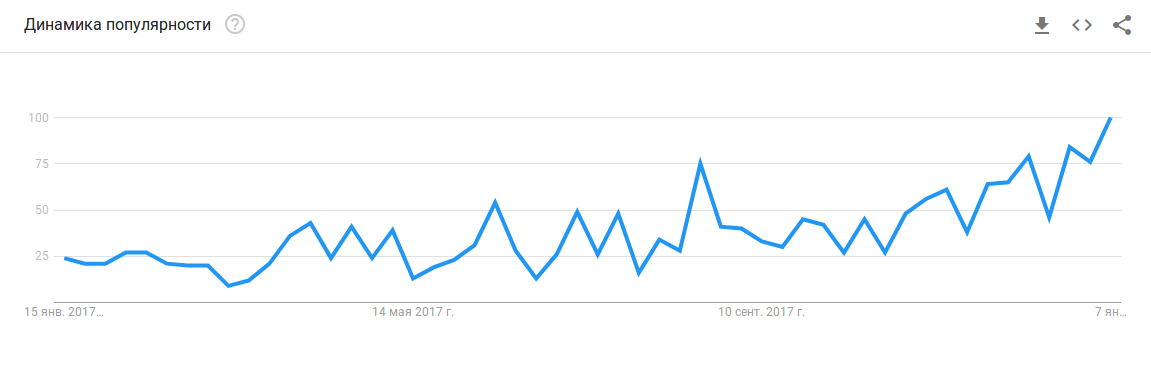 Динамика популярности
100
75
50
25
15 янв. 2017…
14 мая 2017 г.
10 сент. 2017 г.
7 ян…